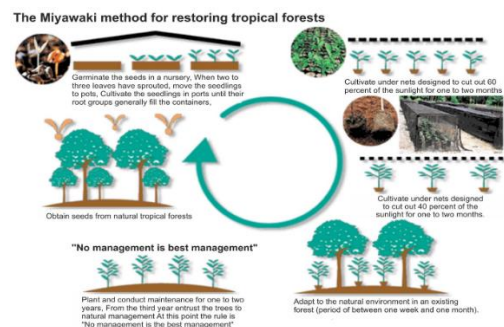 The Miyawaki method for restoring tropical forests
Germinate the seeds in a nursery, When two to
three leaves have sprouted, move the seedlings
to pots, Cultivate the seedlings in ports until their
root groups generally fill the containers,
Cultivate under nets designed to cut out 60
percent of the sunlight for one to two months
Cultivate under nets designed
to cut out 40 percent of the
sunlight for one to two months.
Adapt to the natural environment in an existing
forest (period of between one week and one month).
"No management is best management"
Plant and conduct maintenance for one to two
years, From the third year entrust the trees to
natural management At this point the rule is
"No management is the best management"
Obtain seeds from natural tropical forests